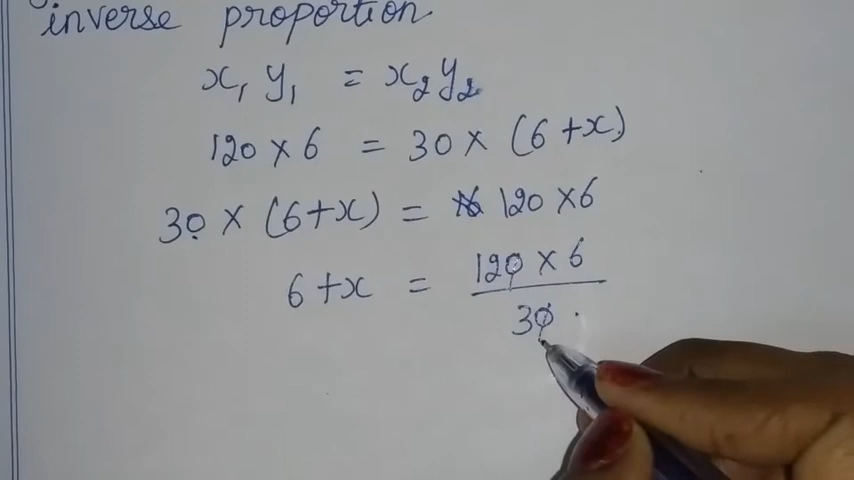 inverse proportion
x₁ y₁ = x₂ y₂
120 × 6 = 30 × (6 + x)
30 × (6 + x) = 120 × 6
6 + x = 120 × 6 / 30